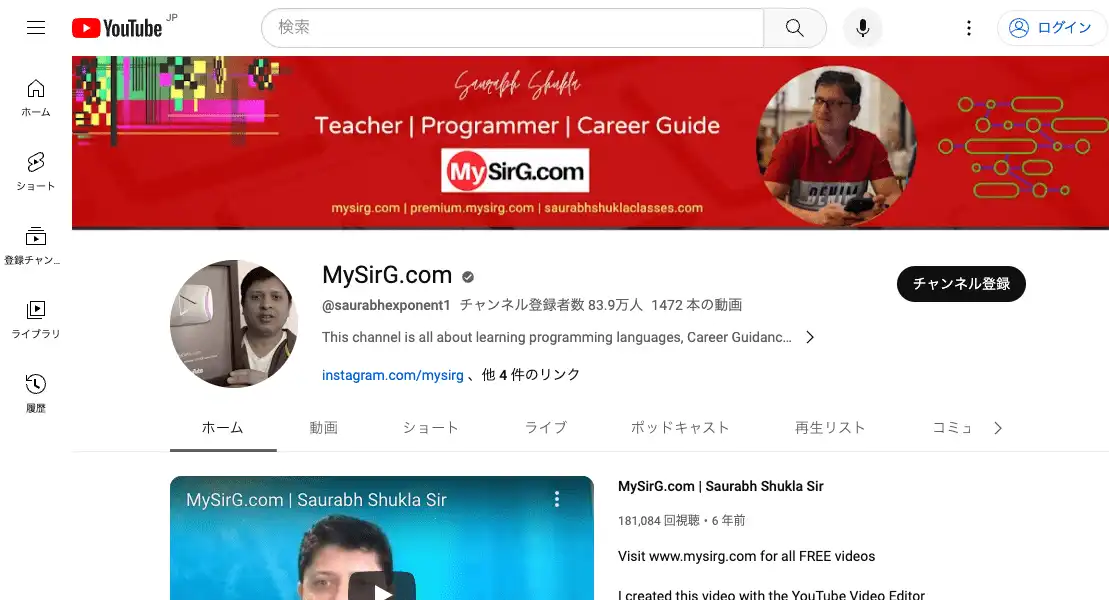 YouTube JP
検索
ログイン
ホーム
ショート
登録チャン...
ライブラリ
履歴
Saurabh Shukla
Teacher | Programmer | Career Guide
MySirG.com
mysirg.com | premium.mysirg.com | saurabhshuklaclasses.com
DENIM
MySirG.com
@saurabhexponent1 チャンネル登録者数 83.9万人 1472 本の動画
This channel is all about learning programming languages, Career Guidanc...
instagram.com/mysirg 、他 4 件のリンク
チャンネル登録
ホーム 動画 ショート ライブ ポッドキャスト 再生リスト コミュ
MySirG.com | Saurabh Shukla Sir
MySirG.com | Saurabh Shukla Sir
181,084 回視聴・6 年前
Visit www.mysirg.com for all FREE videos
I created this video with the YouTube Video Editor